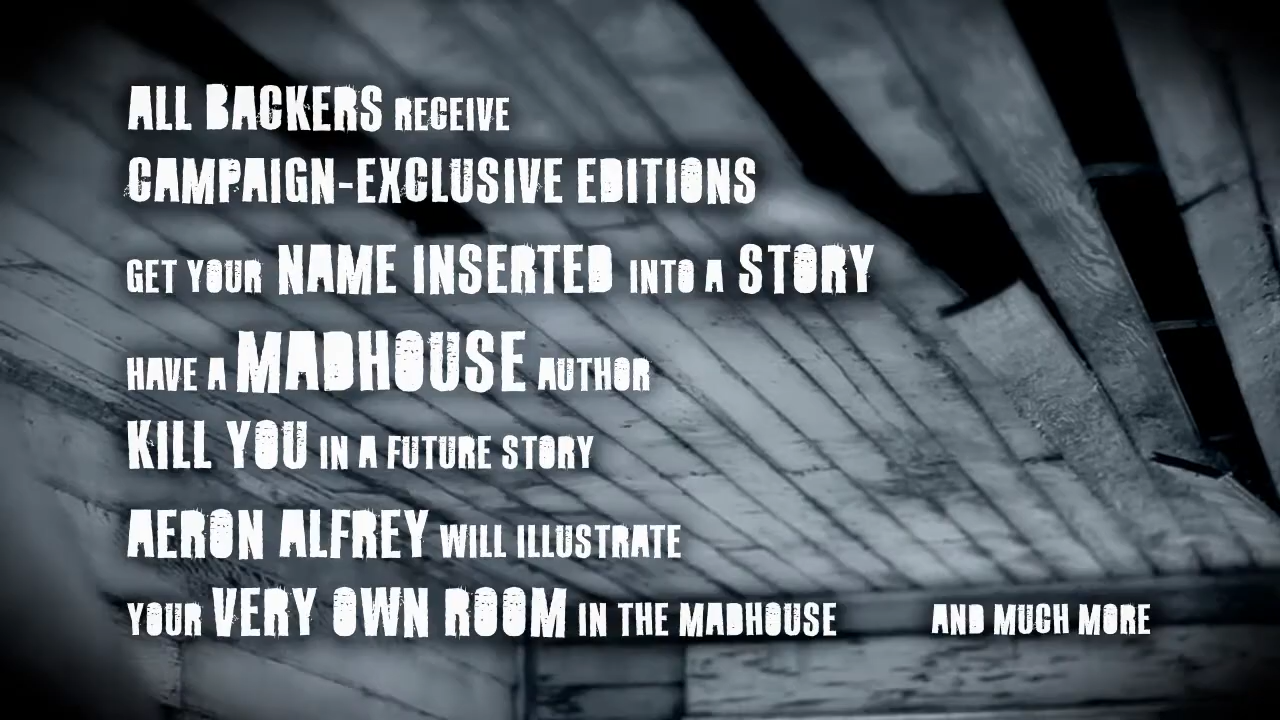 ALL BACKERS RECEIVE
CAMPAIGN-EXCLUSIVE EDITIONS
GET YOUR NAME INSERTED INTO A STORY
HAVE A MADHOUSE AUTHOR
KILL YOU IN A FUTURE STORY
AERON ALFREY WILL ILLUSTRATE
YOUR VERY OWN ROOM IN THE MADHOUSE AND MUCH MORE